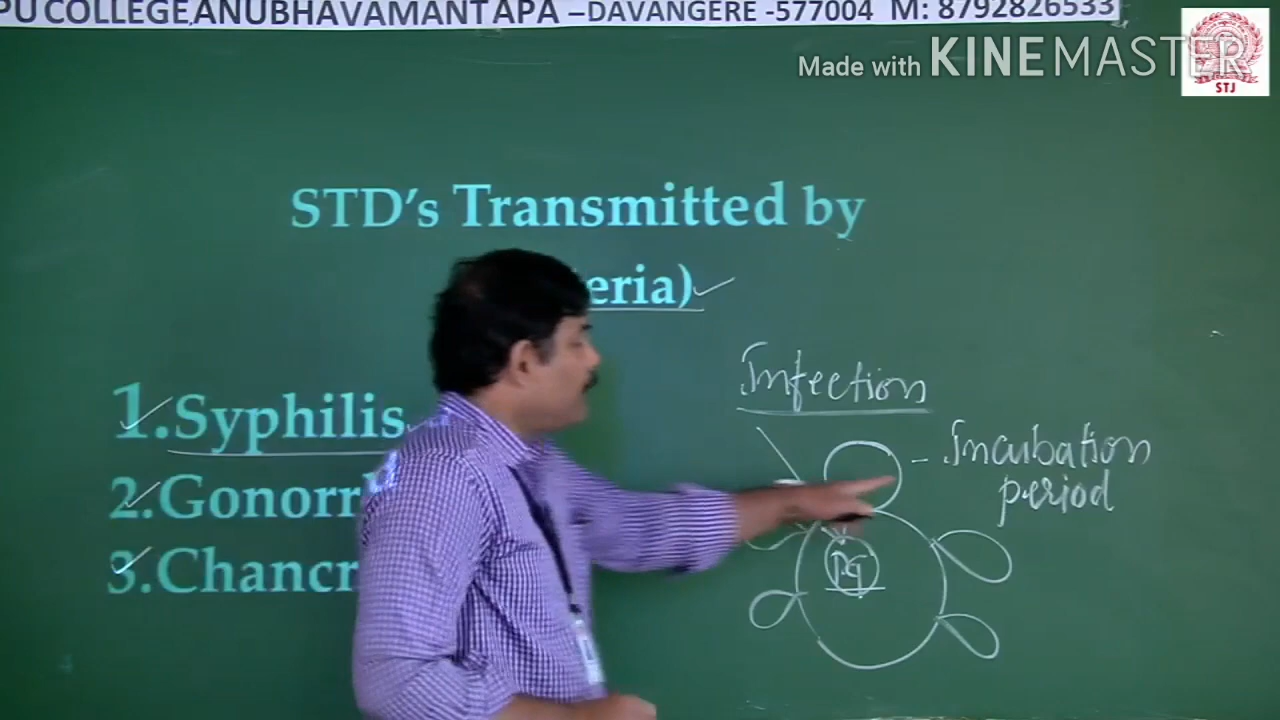 PU COLLEGE,ANUBHAVAMANTAPA –DAVANGERE -577004 M: 8792826533
Made with KINEMASTER
STJ
STD's Transmitted by
eria)
Infection
1.Syphilis
Incubation
period
2.Gonorr
PG
3.Chancr